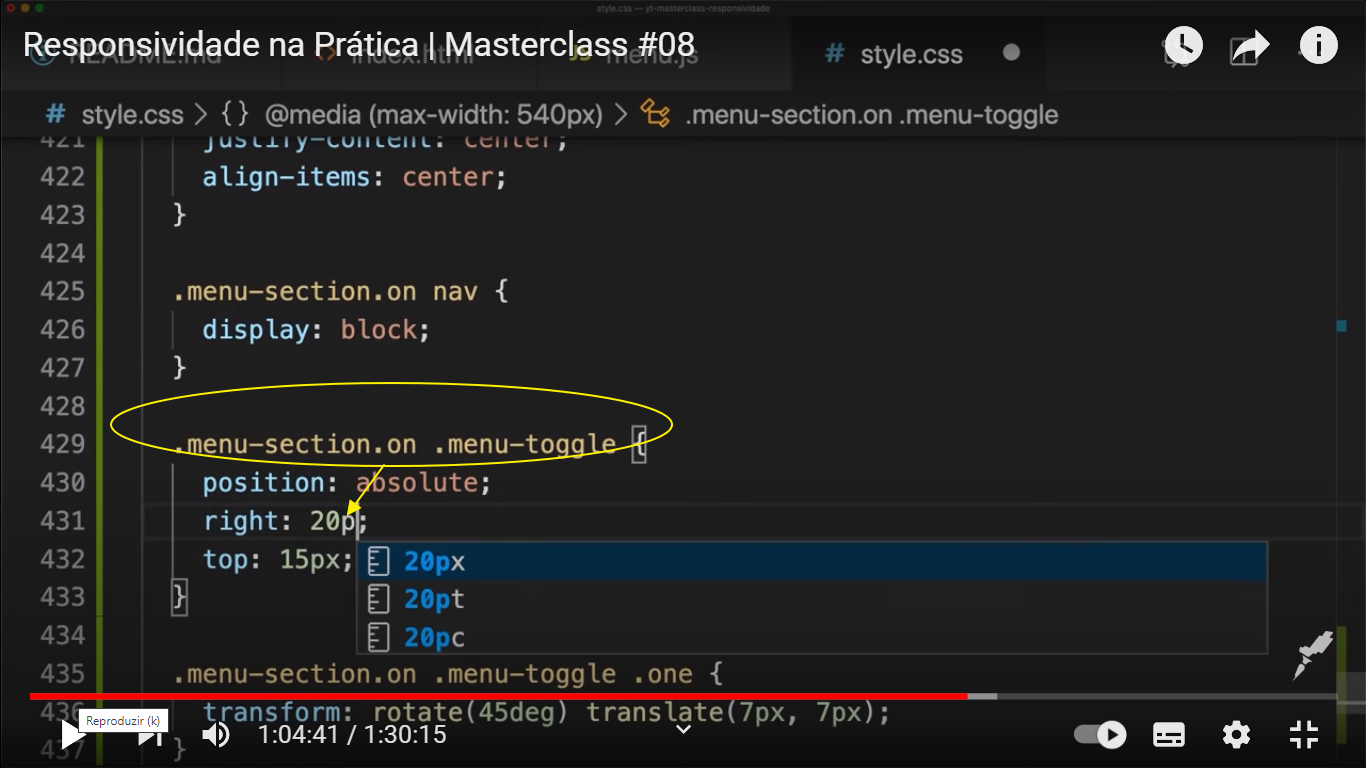 style.css — yt-masterclass-responsividade
Responsividade na Prática | Masterclass #08
README.md <> index.html JS menu.js # style.css
# style.css > {} @media (max-width: 540px) > .menu-section.on .menu-toggle
421 justify-content: center;
422 align-items: center;
423 }
424
425 .menu-section.on nav {
426 display: block;
427 }
428
429 .menu-section.on .menu-toggle {
430 position: absolute;
431 right: 20p;
432 top: 15px;
20px
20pt
20pc
433 }
434
435 .menu-section.on .menu-toggle .one {
436 transform: rotate(45deg) translate(7px, 7px);
Reproduzir (k)
1:04:41 / 1:30:15
437 }